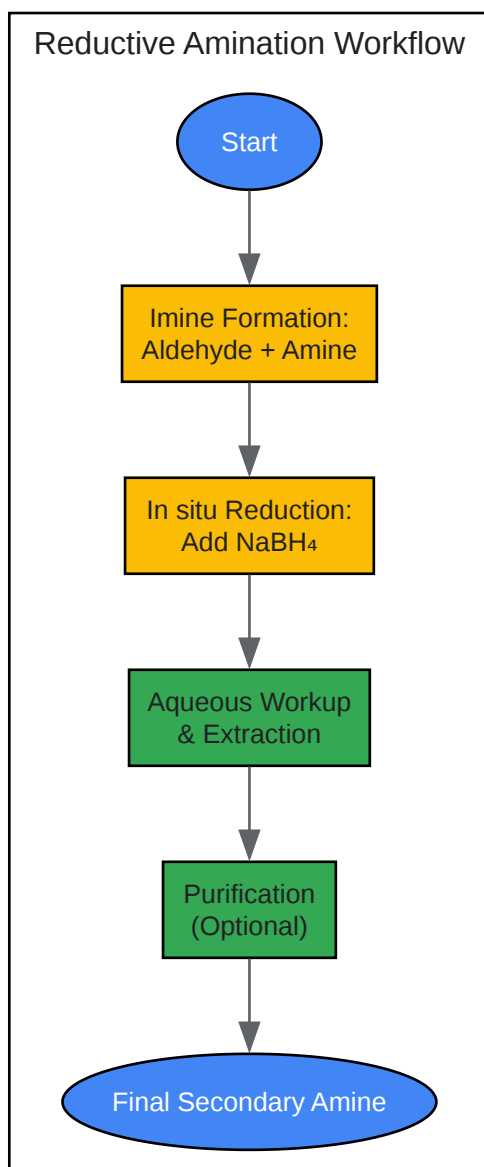 Reductive Amination Workflow
Start
Imine Formation:
Aldehyde + Amine
In situ Reduction:
Add NaBH₄
Aqueous Workup
& Extraction
Purification
(Optional)
Final Secondary Amine